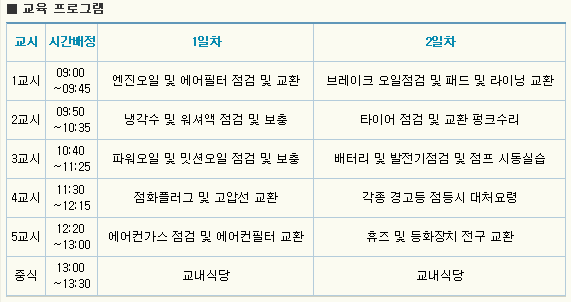 ■ 교육 프로그램
교시 시간배정 1일차 2일차
1교시 09:00 ~09:45 엔진오일 및 에어필터 점검 및 교환 브레이크 오일점검 및 패드 및 라이닝 교환
2교시 09:50 ~10:35 냉각수 및 워셔액 점검 및 보충 타이어 점검 및 교환 펑크수리
3교시 10:40 ~11:25 파워오일 및 밋션오일 점검 및 보충 배터리 및 발전기점검 및 점프 시동실습
4교시 11:30 ~12:15 점화플러그 및 고압선 교환 각종 경고등 점등시 대처요령
5교시 12:20 ~13:00 에어컨가스 점검 및 에어컨필터 교환 휴즈 및 등화장치 전구 교환
중식 13:00 ~13:30 교내식당 교내식당